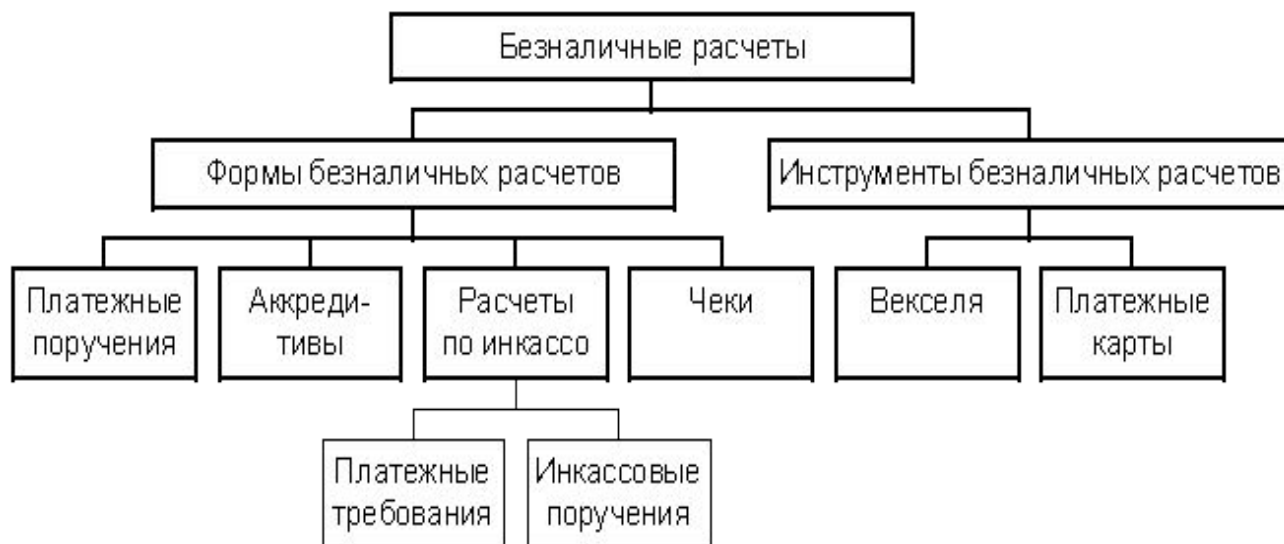 Безналичные расчеты
Формы безналичных расчетов
Инструменты безналичных расчетов
Платежные
поручения
Аккреди-
тивы
Расчеты
по инкассо
Чеки
Векселя
Платежные
карты
Платежные
требования
Инкассовые
поручения